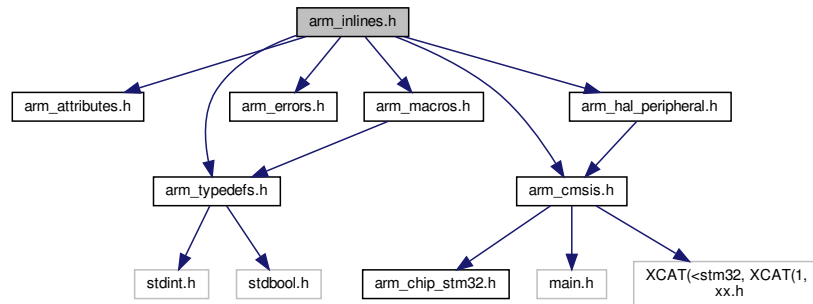 arm_inlines.h
arm_attributes.h
arm_errors.h
arm_macros.h
arm_hal_peripheral.h
arm_typedefs.h
arm_cmsis.h
stdint.h
stdbool.h
arm_chip_stm32.h
main.h
XCAT(<stm32, XCAT(1,
xx.h